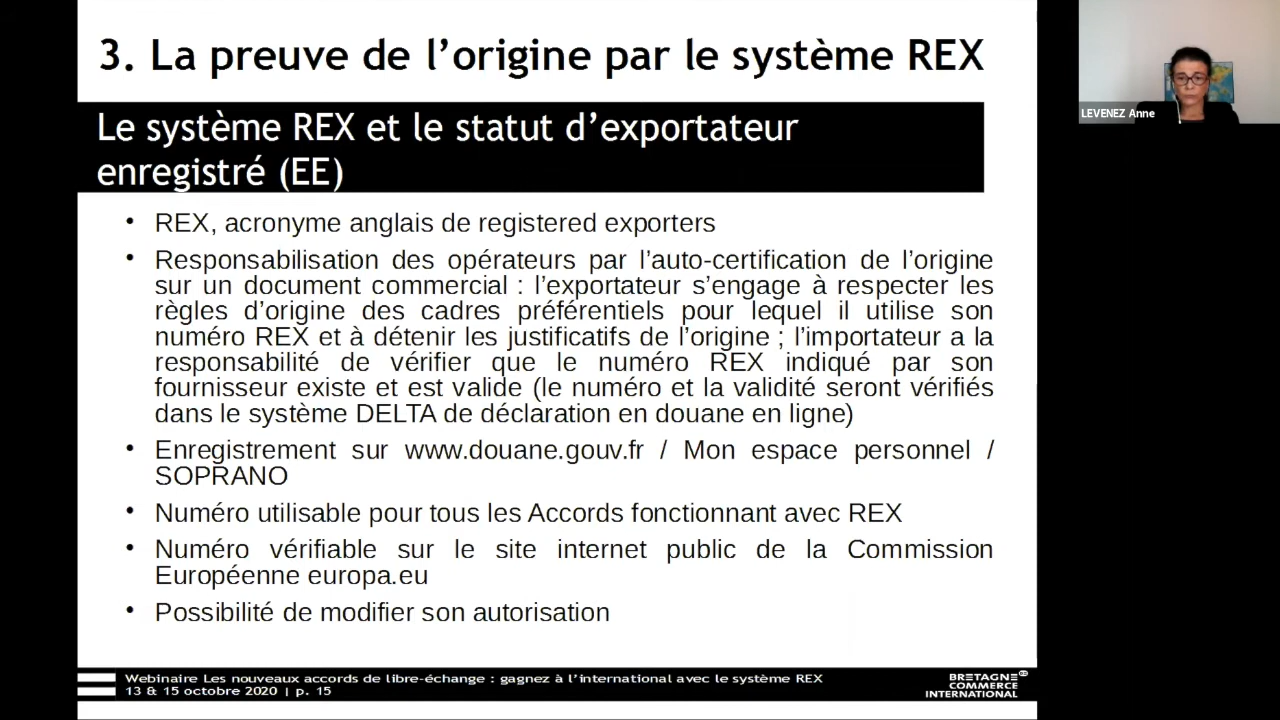 3. La preuve de l’origine par le système REX
Le système REX et le statut d’exportateur
enregistré (EE)
• REX, acronyme anglais de registered exporters
• Responsabilisation des opérateurs par l’auto-certification de l’origine
sur un document commercial : l’exportateur s’engage à respecter les
règles d’origine des cadres préférentiels pour lequel il utilise son
numéro REX et à détenir les justificatifs de l’origine ; l’importateur a la
responsabilité de vérifier que le numéro REX indiqué par son
fournisseur existe et est valide (le numéro et la validité seront vérifiés
dans le système DELTA de déclaration en douane en ligne)
• Enregistrement sur www.douane.gouv.fr / Mon espace personnel /
SOPRANO
• Numéro utilisable pour tous les Accords fonctionnant avec REX
• Numéro vérifiable sur le site internet public de la Commission
Européenne europa.eu
• Possibilité de modifier son autorisation
Webinaire Les nouveaux accords de libre-échange : gagnez à l’international avec le système REX
13 & 15 octobre 2020 | p. 15
BRETAGNE
COMMERCE
INTERNATIONAL
LEVENEZ Anne